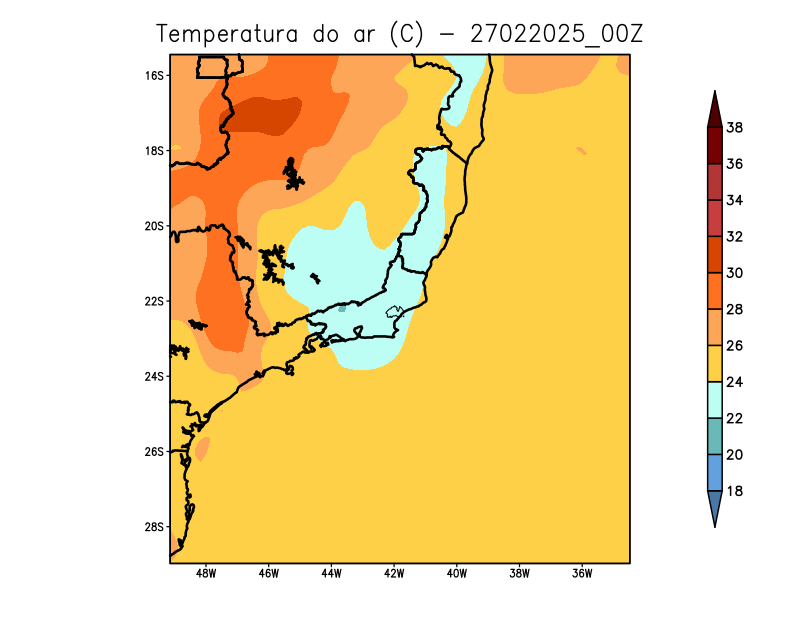 Temperatura do ar (C) – 27022025_00Z
16S
18S
20S
22S
24S
26S
28S
48W 46W 44W 42W 40W 38W 36W
38
36
34
32
30
28
26
24
22
20
18